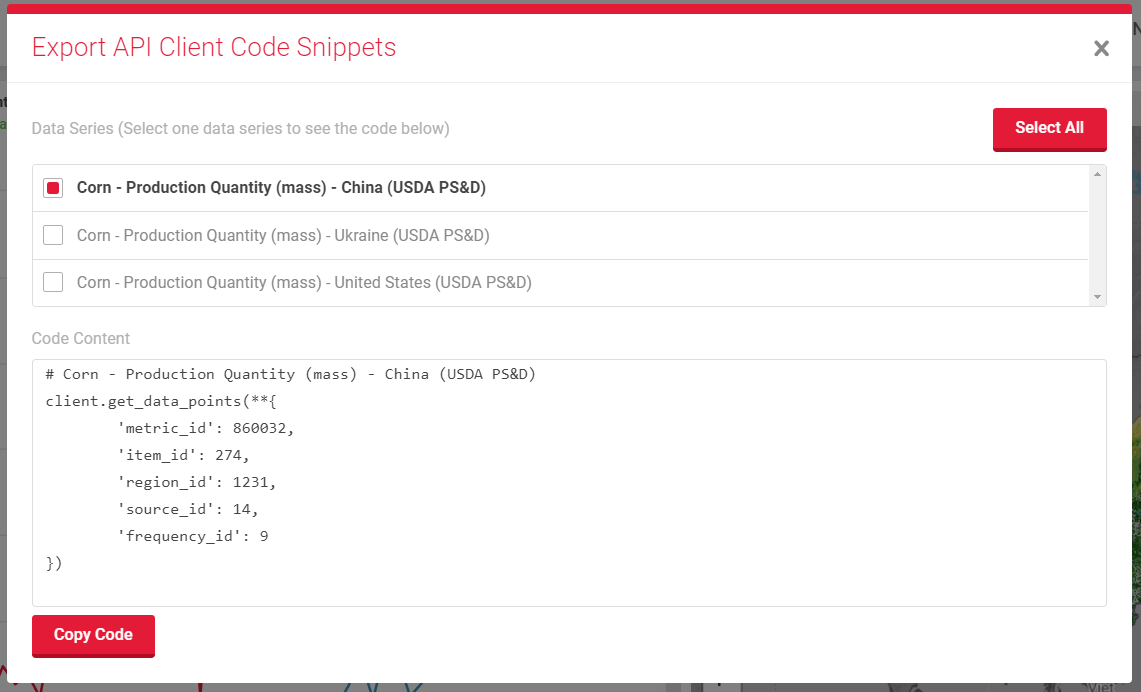 Export API Client Code Snippets
Data Series (Select one data series to see the code below)
Select All
Corn - Production Quantity (mass) - China (USDA PS&D)
Corn - Production Quantity (mass) - Ukraine (USDA PS&D)
Corn - Production Quantity (mass) - United States (USDA PS&D)
Code Content
# Corn - Production Quantity (mass) - China (USDA PS&D)
client.get_data_points(**{
'metric_id': 860032,
'item_id': 274,
'region_id': 1231,
'source_id': 14,
'frequency_id': 9
})
Copy Code